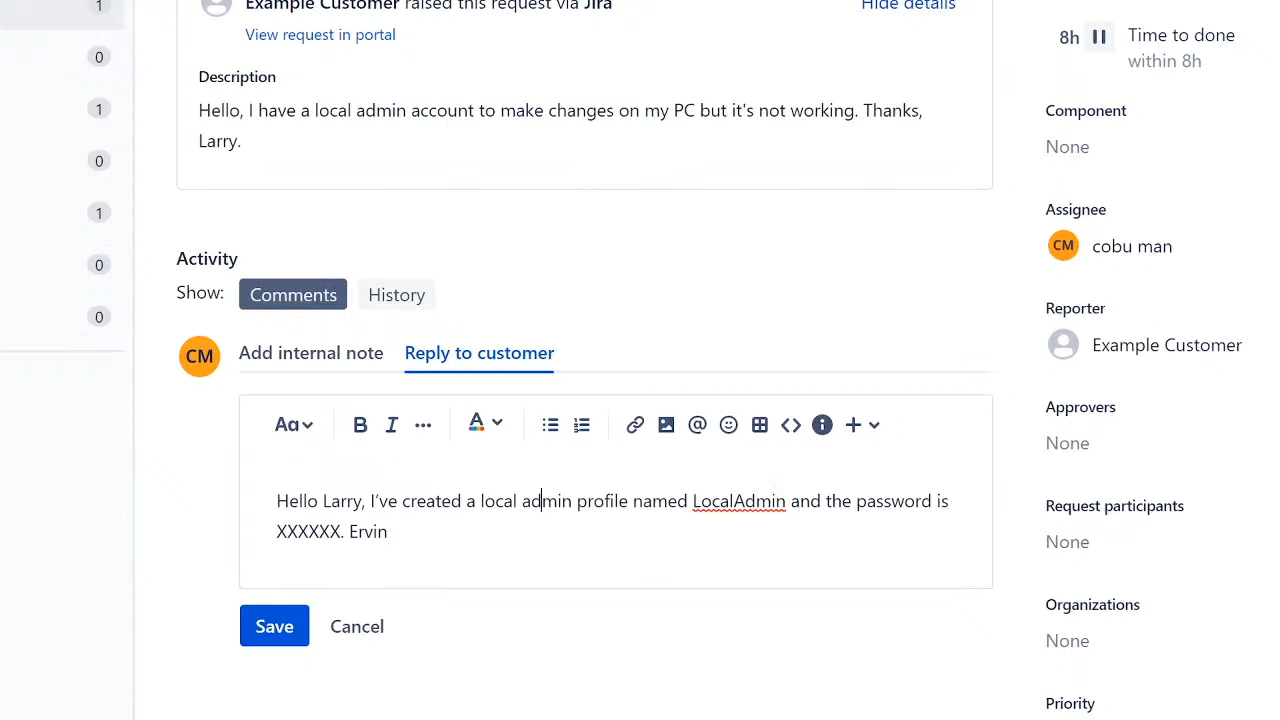 1
0
1
0
1
0
0
Example Customer raised this request via Jira
Hide details
View request in portal
Description
Hello, I have a local admin account to make changes on my PC but it's not working. Thanks,
Larry.
Activity
Show: Comments History
CM
Add internal note Reply to customer
Aa B I ... A @ <> i +
Hello Larry, I've created a local admin profile named LocalAdmin and the password is
XXXXXX. Ervin
Save Cancel
8h Time to done
within 8h
Component
None
Assignee
CM cobu man
Reporter
Example Customer
Approvers
None
Request participants
None
Organizations
None
Priority